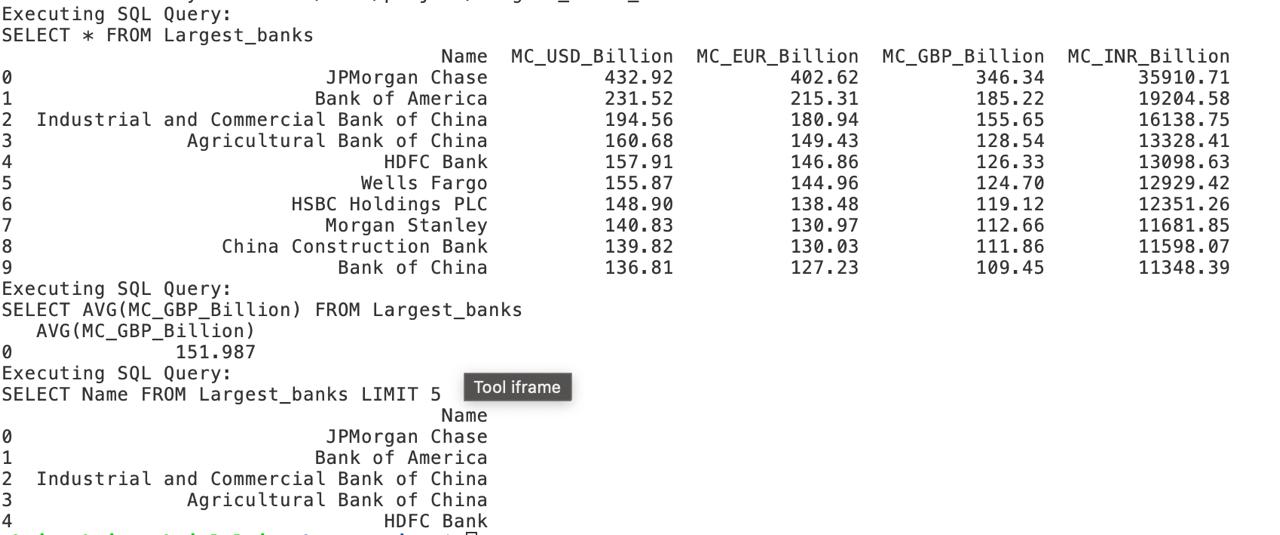 Executing SQL Query:
SELECT * FROM Largest_banks
Name MC_USD_Billion MC_EUR_Billion MC_GBP_Billion MC_INR_Billion
0 JPMorgan Chase 432.92 402.62 346.34 35910.71
1 Bank of America 231.52 215.31 185.22 19204.58
2 Industrial and Commercial Bank of China 194.56 180.94 155.65 16138.75
3 Agricultural Bank of China 160.68 149.43 128.54 13328.41
4 HDFC Bank 157.91 146.86 126.33 13098.63
5 Wells Fargo 155.87 144.96 124.70 12929.42
6 HSBC Holdings PLC 148.90 138.48 119.12 12351.26
7 Morgan Stanley 140.83 130.97 112.66 11681.85
8 China Construction Bank 139.82 130.03 111.86 11598.07
9 Bank of China 136.81 127.23 109.45 11348.39
Executing SQL Query:
SELECT AVG(MC_GBP_Billion) FROM Largest_banks
AVG(MC_GBP_Billion)
0 151.987
Executing SQL Query:
SELECT Name FROM Largest_banks LIMIT 5
Tool iframe
Name
0 JPMorgan Chase
1 Bank of America
2 Industrial and Commercial Bank of China
3 Agricultural Bank of China
4 HDFC Bank